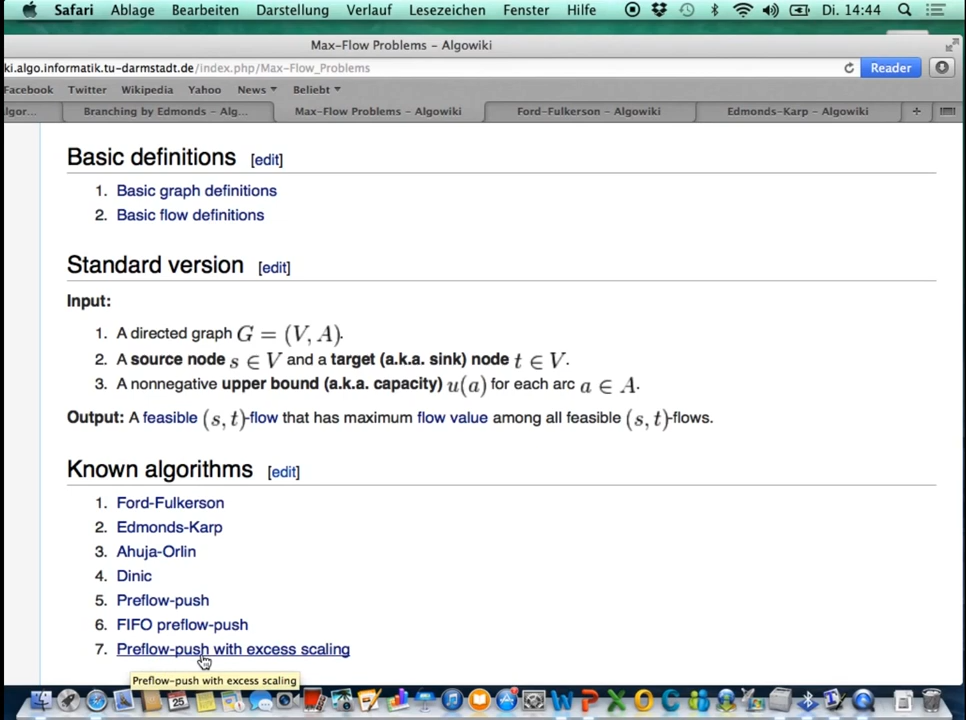 Safari Ablage Bearbeiten Darstellung Verlauf Lesezeichen Fenster Hilfe Di. 14:44
Max-Flow Problems – Algowiki
ki.algo.informatik.tu-darmstadt.de/index.php/Max-Flow_Problems Reader
Facebook Twitter Wikipedia Yahoo News ▾ Beliebt ▾
lgor... Branching by Edmonds – Alg... Max-Flow Problems – Algowiki Ford-Fulkerson – Algowiki Edmonds-Karp – Algowiki +
Basic definitions [edit]
1. Basic graph definitions
2. Basic flow definitions
Standard version [edit]
Input:
1. A directed graph G = (V, A).
2. A source node s ∈ V and a target (a.k.a. sink) node t ∈ V.
3. A nonnegative upper bound (a.k.a. capacity) u(a) for each arc a ∈ A.
Output: A feasible (s, t)-flow that has maximum flow value among all feasible (s, t)-flows.
Known algorithms [edit]
1. Ford-Fulkerson
2. Edmonds-Karp
3. Ahuja-Orlin
4. Dinic
5. Preflow-push
6. FIFO preflow-push
7. Preflow-push with excess scaling
Preflow-push with excess scaling
25